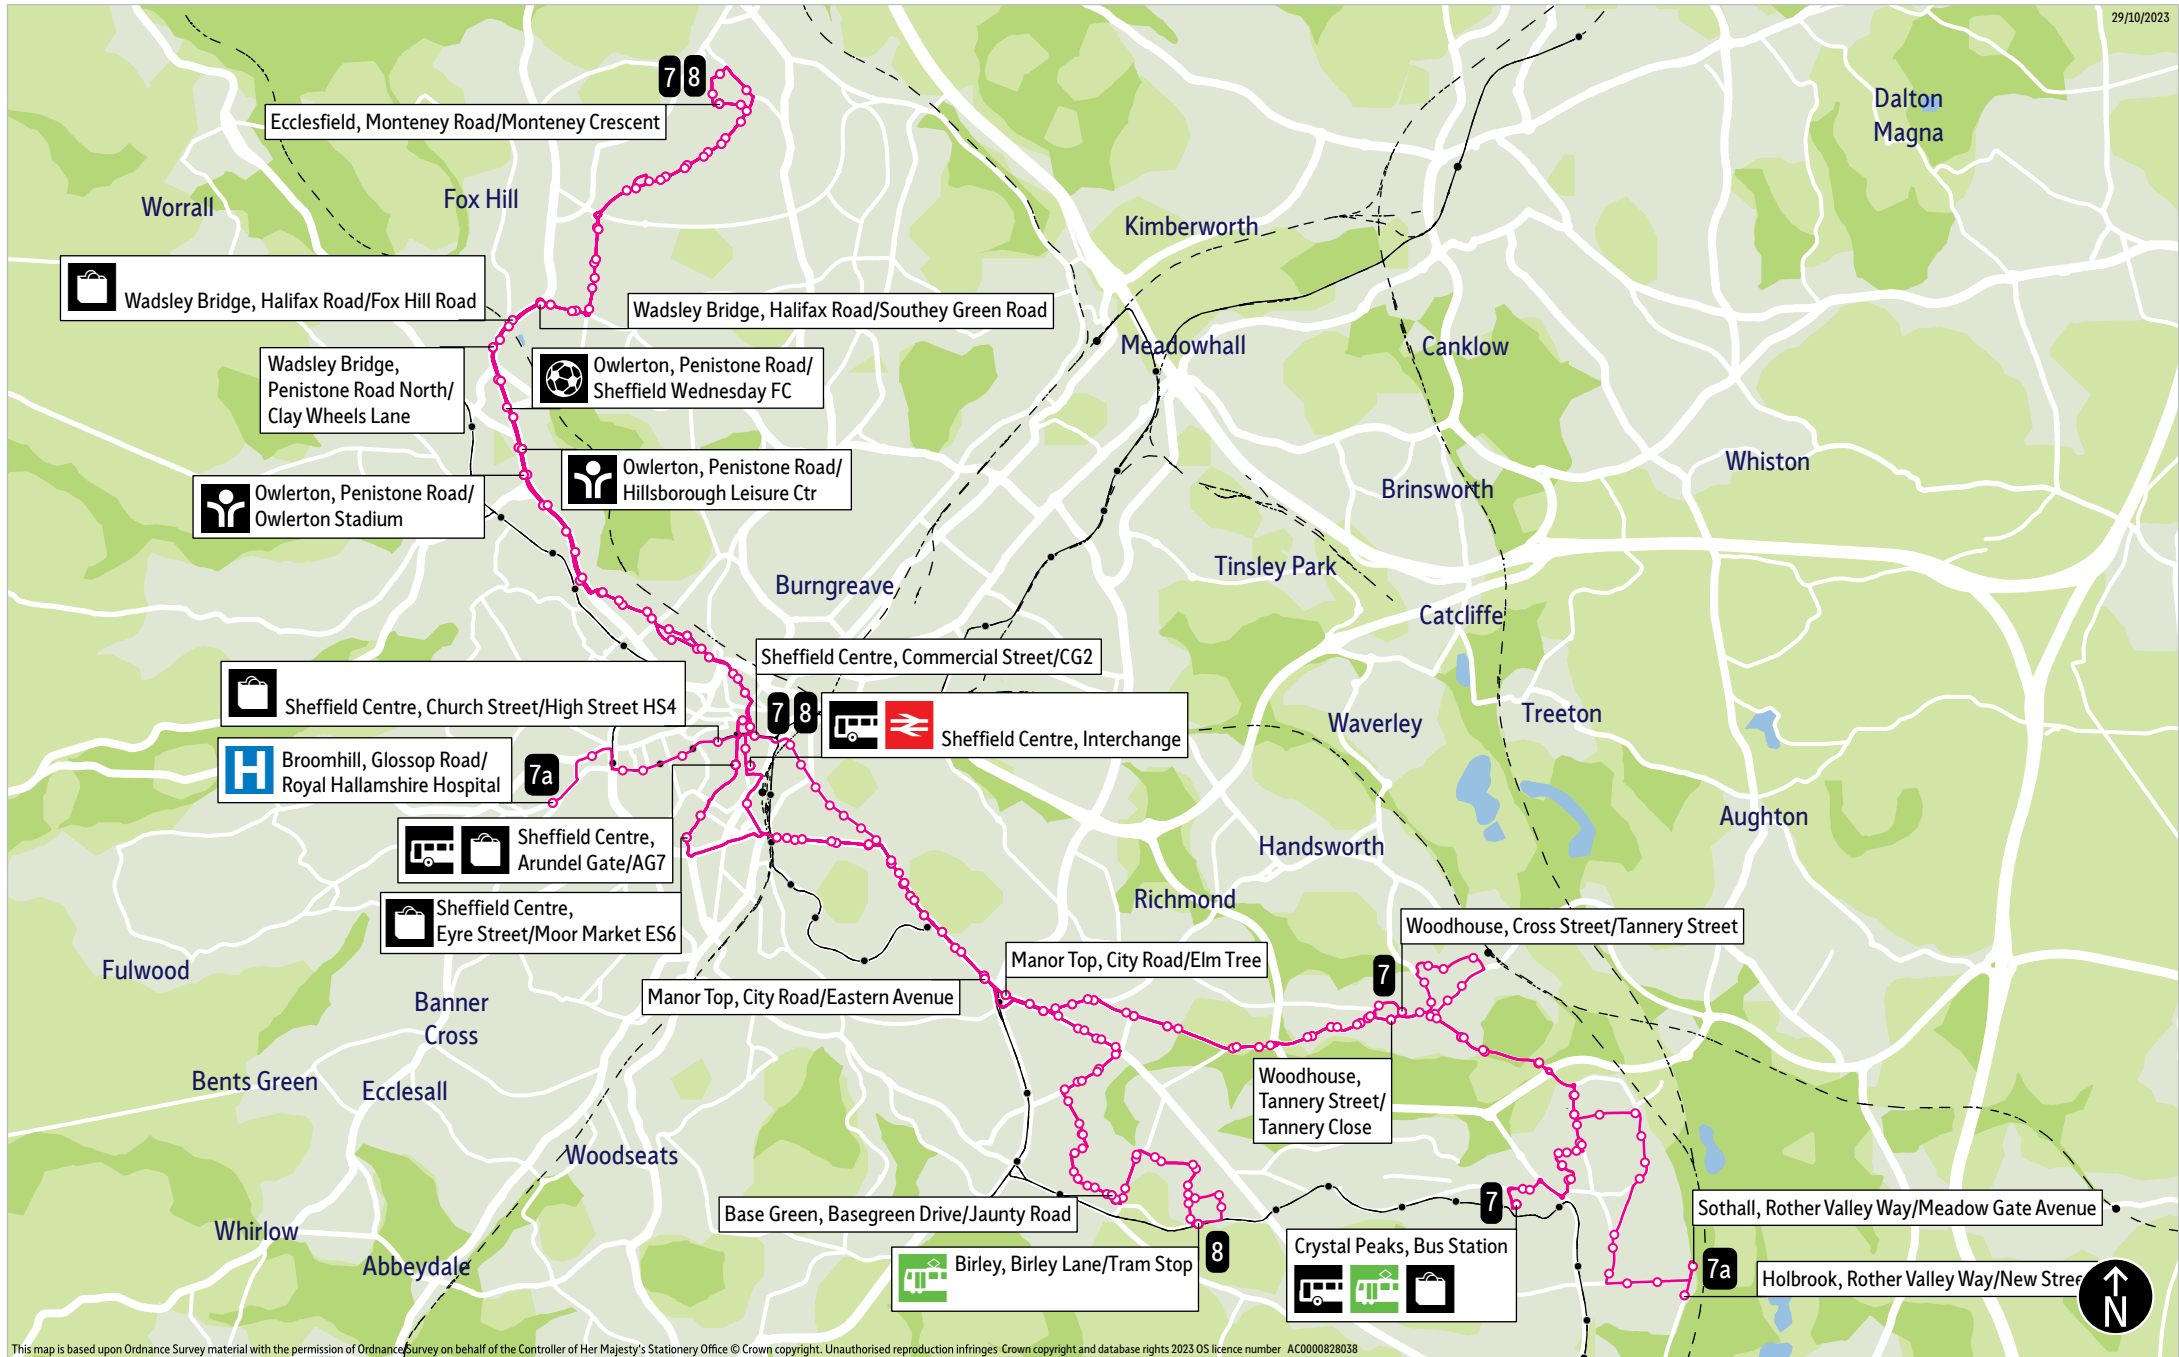 29/10/2023
Dalton
Magna
7 8
Ecclesfield, Monteney Road/Monteney Crescent
Worrall
Fox Hill
Kimberworth
Wadsley Bridge, Halifax Road/Fox Hill Road
Wadsley Bridge, Halifax Road/Southey Green Road
Meadowhall
Canklow
Wadsley Bridge,
Penistone Road North/
Clay Wheels Lane
Owlerton, Penistone Road/
Sheffield Wednesday FC
Whiston
Owlerton, Penistone Road/
Hillsborough Leisure Ctr
Brinsworth
Owlerton, Penistone Road/
Owlerton Stadium
Tinsley Park
Burngreave
Catcliffe
Sheffield Centre, Commercial Street/CG2
Sheffield Centre, Church Street/High Street HS4
7 8
Sheffield Centre, Interchange
Waverley
Treeton
H
Broomhill, Glossop Road/
Royal Hallamshire Hospital
7a
Aughton
Sheffield Centre,
Arundel Gate/AG7
Handsworth
Richmond
Sheffield Centre,
Eyre Street/Moor Market ES6
Woodhouse, Cross Street/Tannery Street
Fulwood
Manor Top, City Road/Elm Tree
7
Manor Top, City Road/Eastern Avenue
Banner
Cross
Bents Green
Ecclesall
Woodhouse,
Tannery Street/
Tannery Close
Woodseats
Base Green, Basegreen Drive/Jaunty Road
7
Sothall, Rother Valley Way/Meadow Gate Avenue
Whirlow
Abbeydale
Birley, Birley Lane/Tram Stop
8
Crystal Peaks, Bus Station
7a
Holbrook, Rother Valley Way/New Stree
N
This map is based upon Ordnance Survey material with the permission of Ordnance Survey on behalf of the Controller of Her Majesty's Stationery Office © Crown copyright. Unauthorised reproduction infringes Crown copyright and database rights 2023 OS licence number AC0000828038